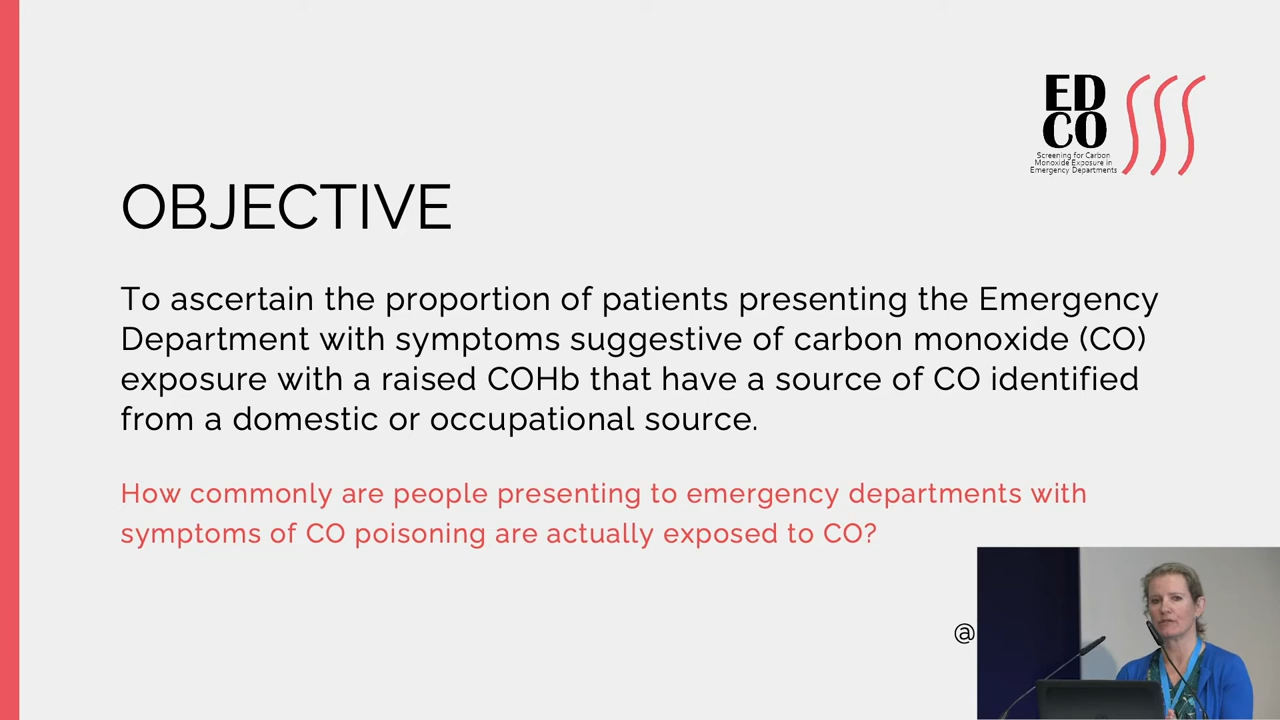 ED
CO
Screening for Carbon
Monoxide Exposure in
Emergency Departments
OBJECTIVE
To ascertain the proportion of patients presenting the Emergency
Department with symptoms suggestive of carbon monoxide (CO)
exposure with a raised COHb that have a source of CO identified
from a domestic or occupational source.
How commonly are people presenting to emergency departments with
symptoms of CO poisoning are actually exposed to CO?
@